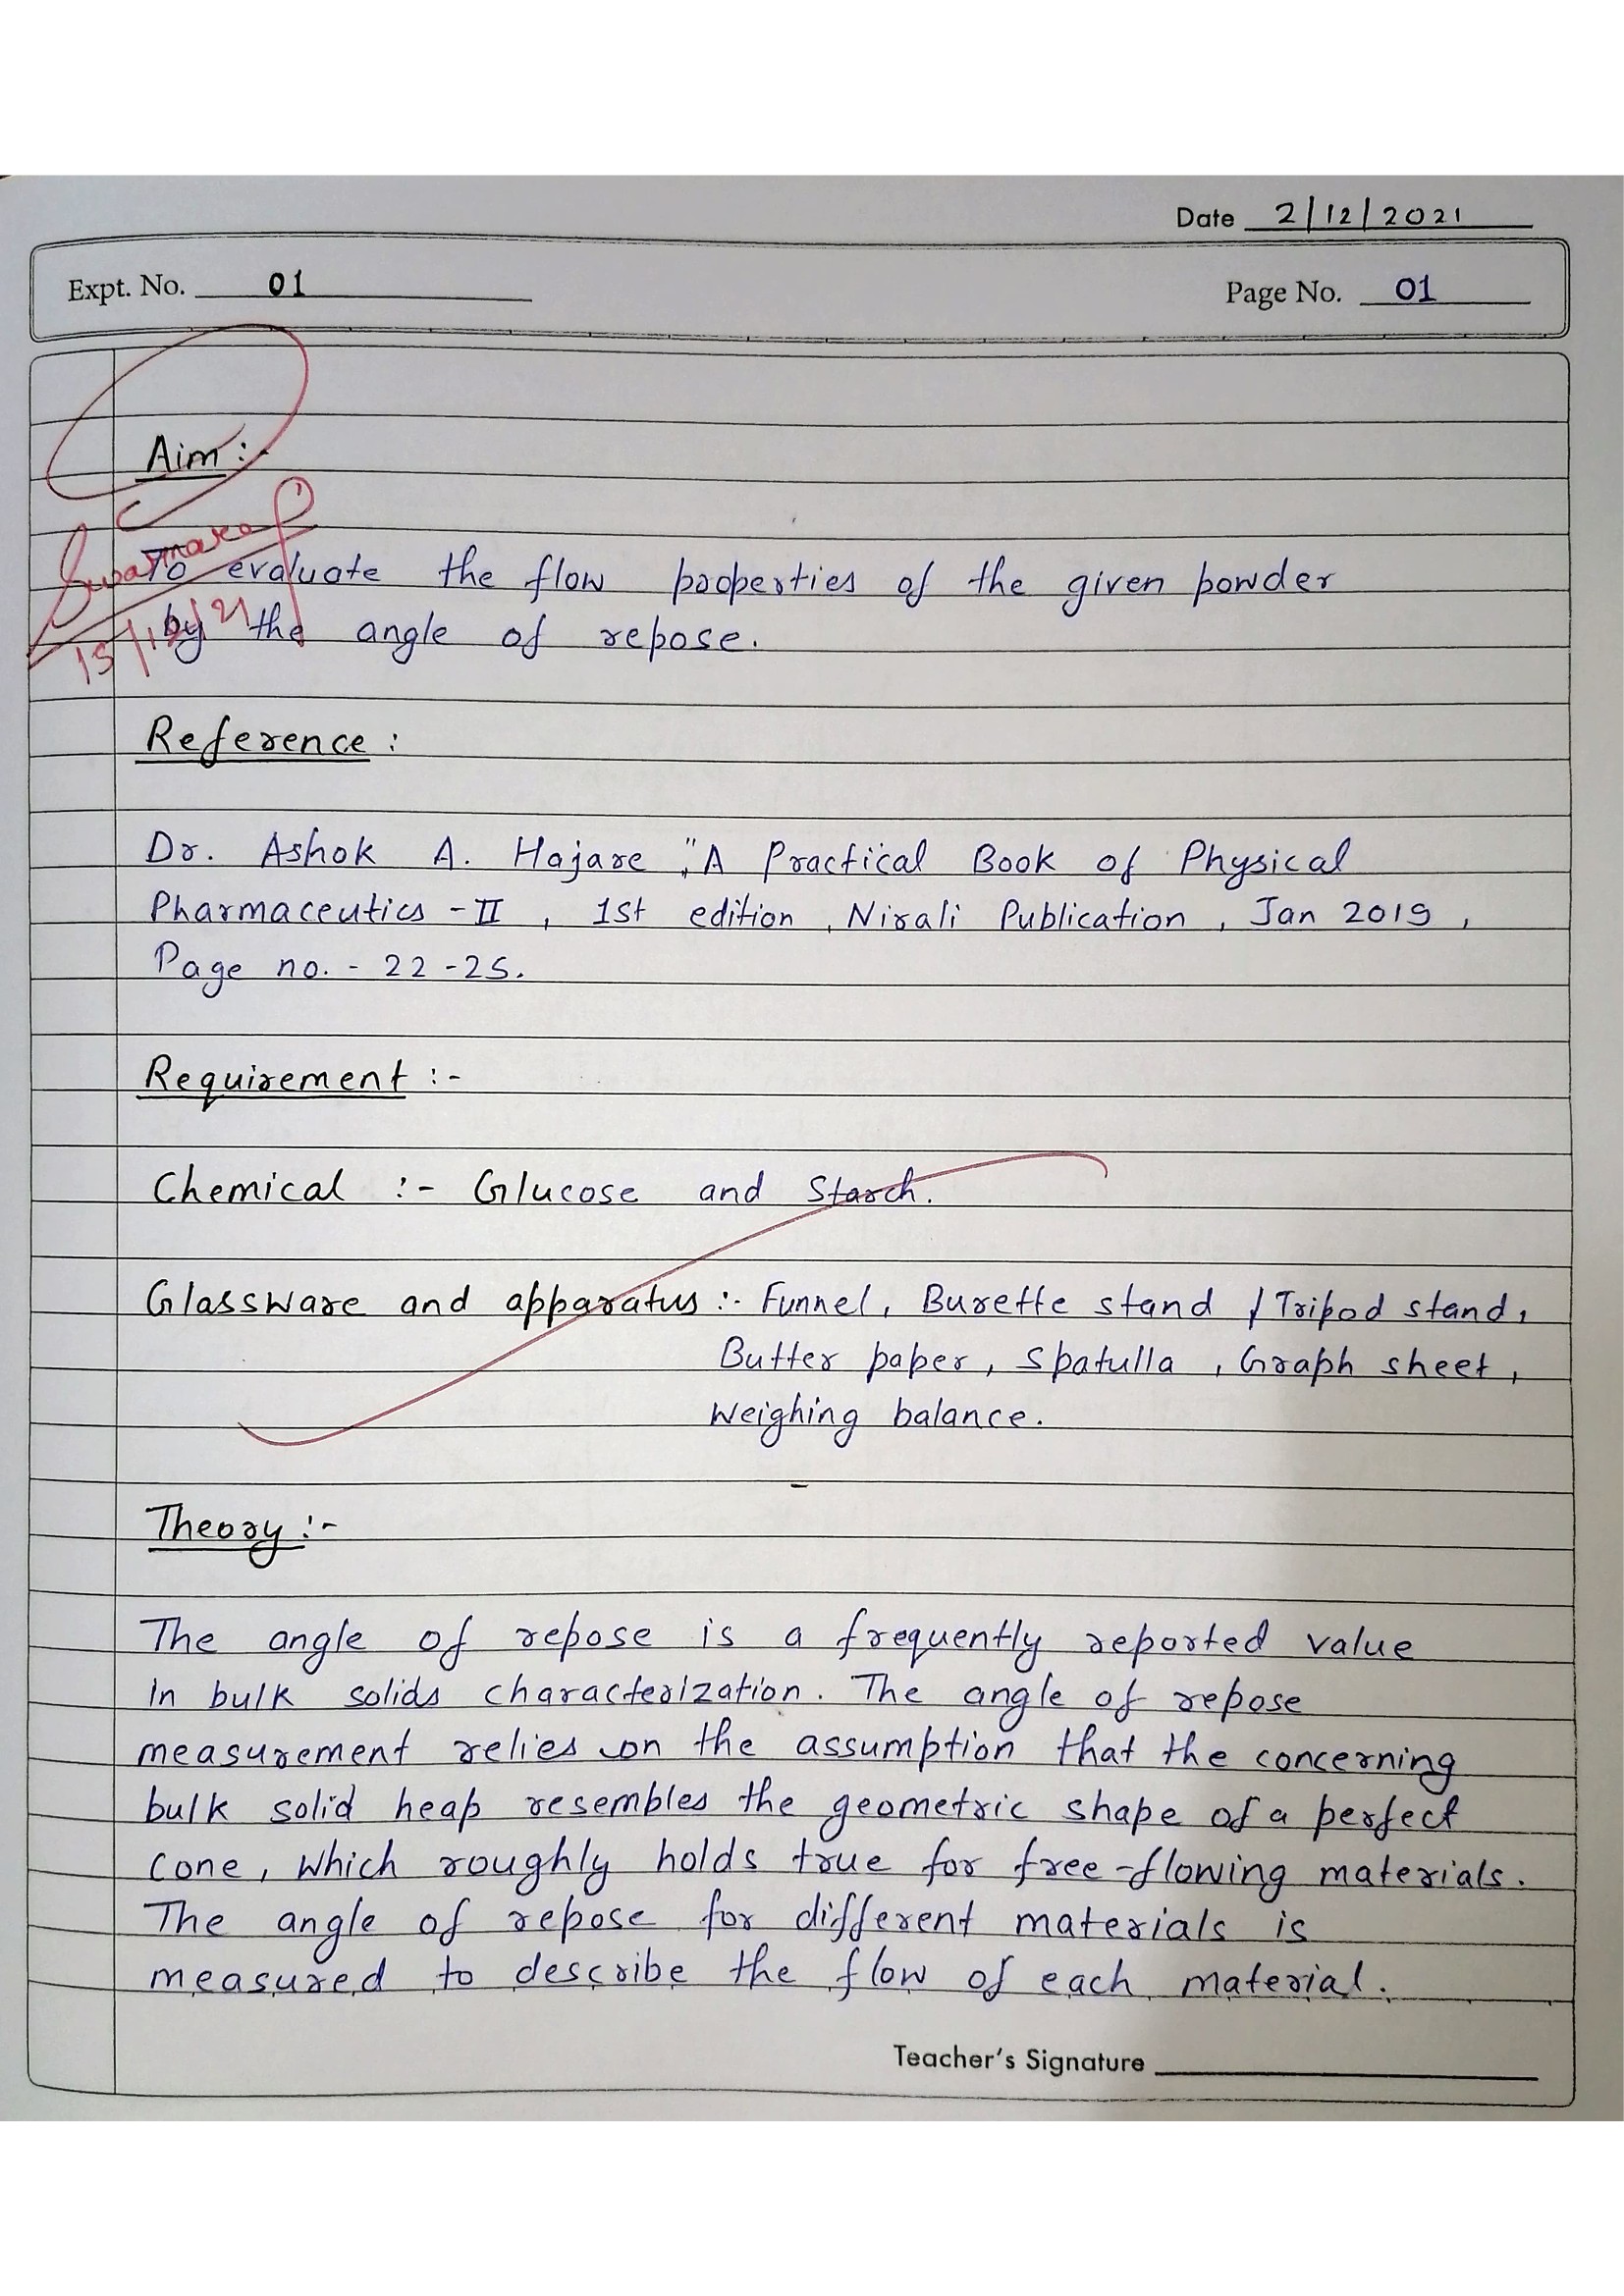 Date 2/12/2021
Expt. No. 01
Page No. 01
Aim :-
To evaluate the flow properties of the given powder
by the angle of repose.
15/12/21
Reference :
Dr. Ashok A. Hajare ,"A Practical Book of Physical
Pharmaceutics - II , 1st edition , Nirali Publication , Jan 2019 ,
Page no. - 22 - 25.
Requirement :-
Chemical :- Glucose and Starch.
Glassware and apparatus :- Funnel, Burette stand / Tripod stand,
Butter paper, Spatulla , Graph sheet ,
Weighing balance.
Theory :-
The angle of repose is a frequently reported value
in bulk solids characterization. The angle of repose
measurement relies on the assumption that the concerning
bulk solid heap resembles the geometric shape of a perfect
cone, which roughly holds true for free-flowing materials.
The angle of repose for different materials is
measured to describe the flow of each material.
Teacher's Signature